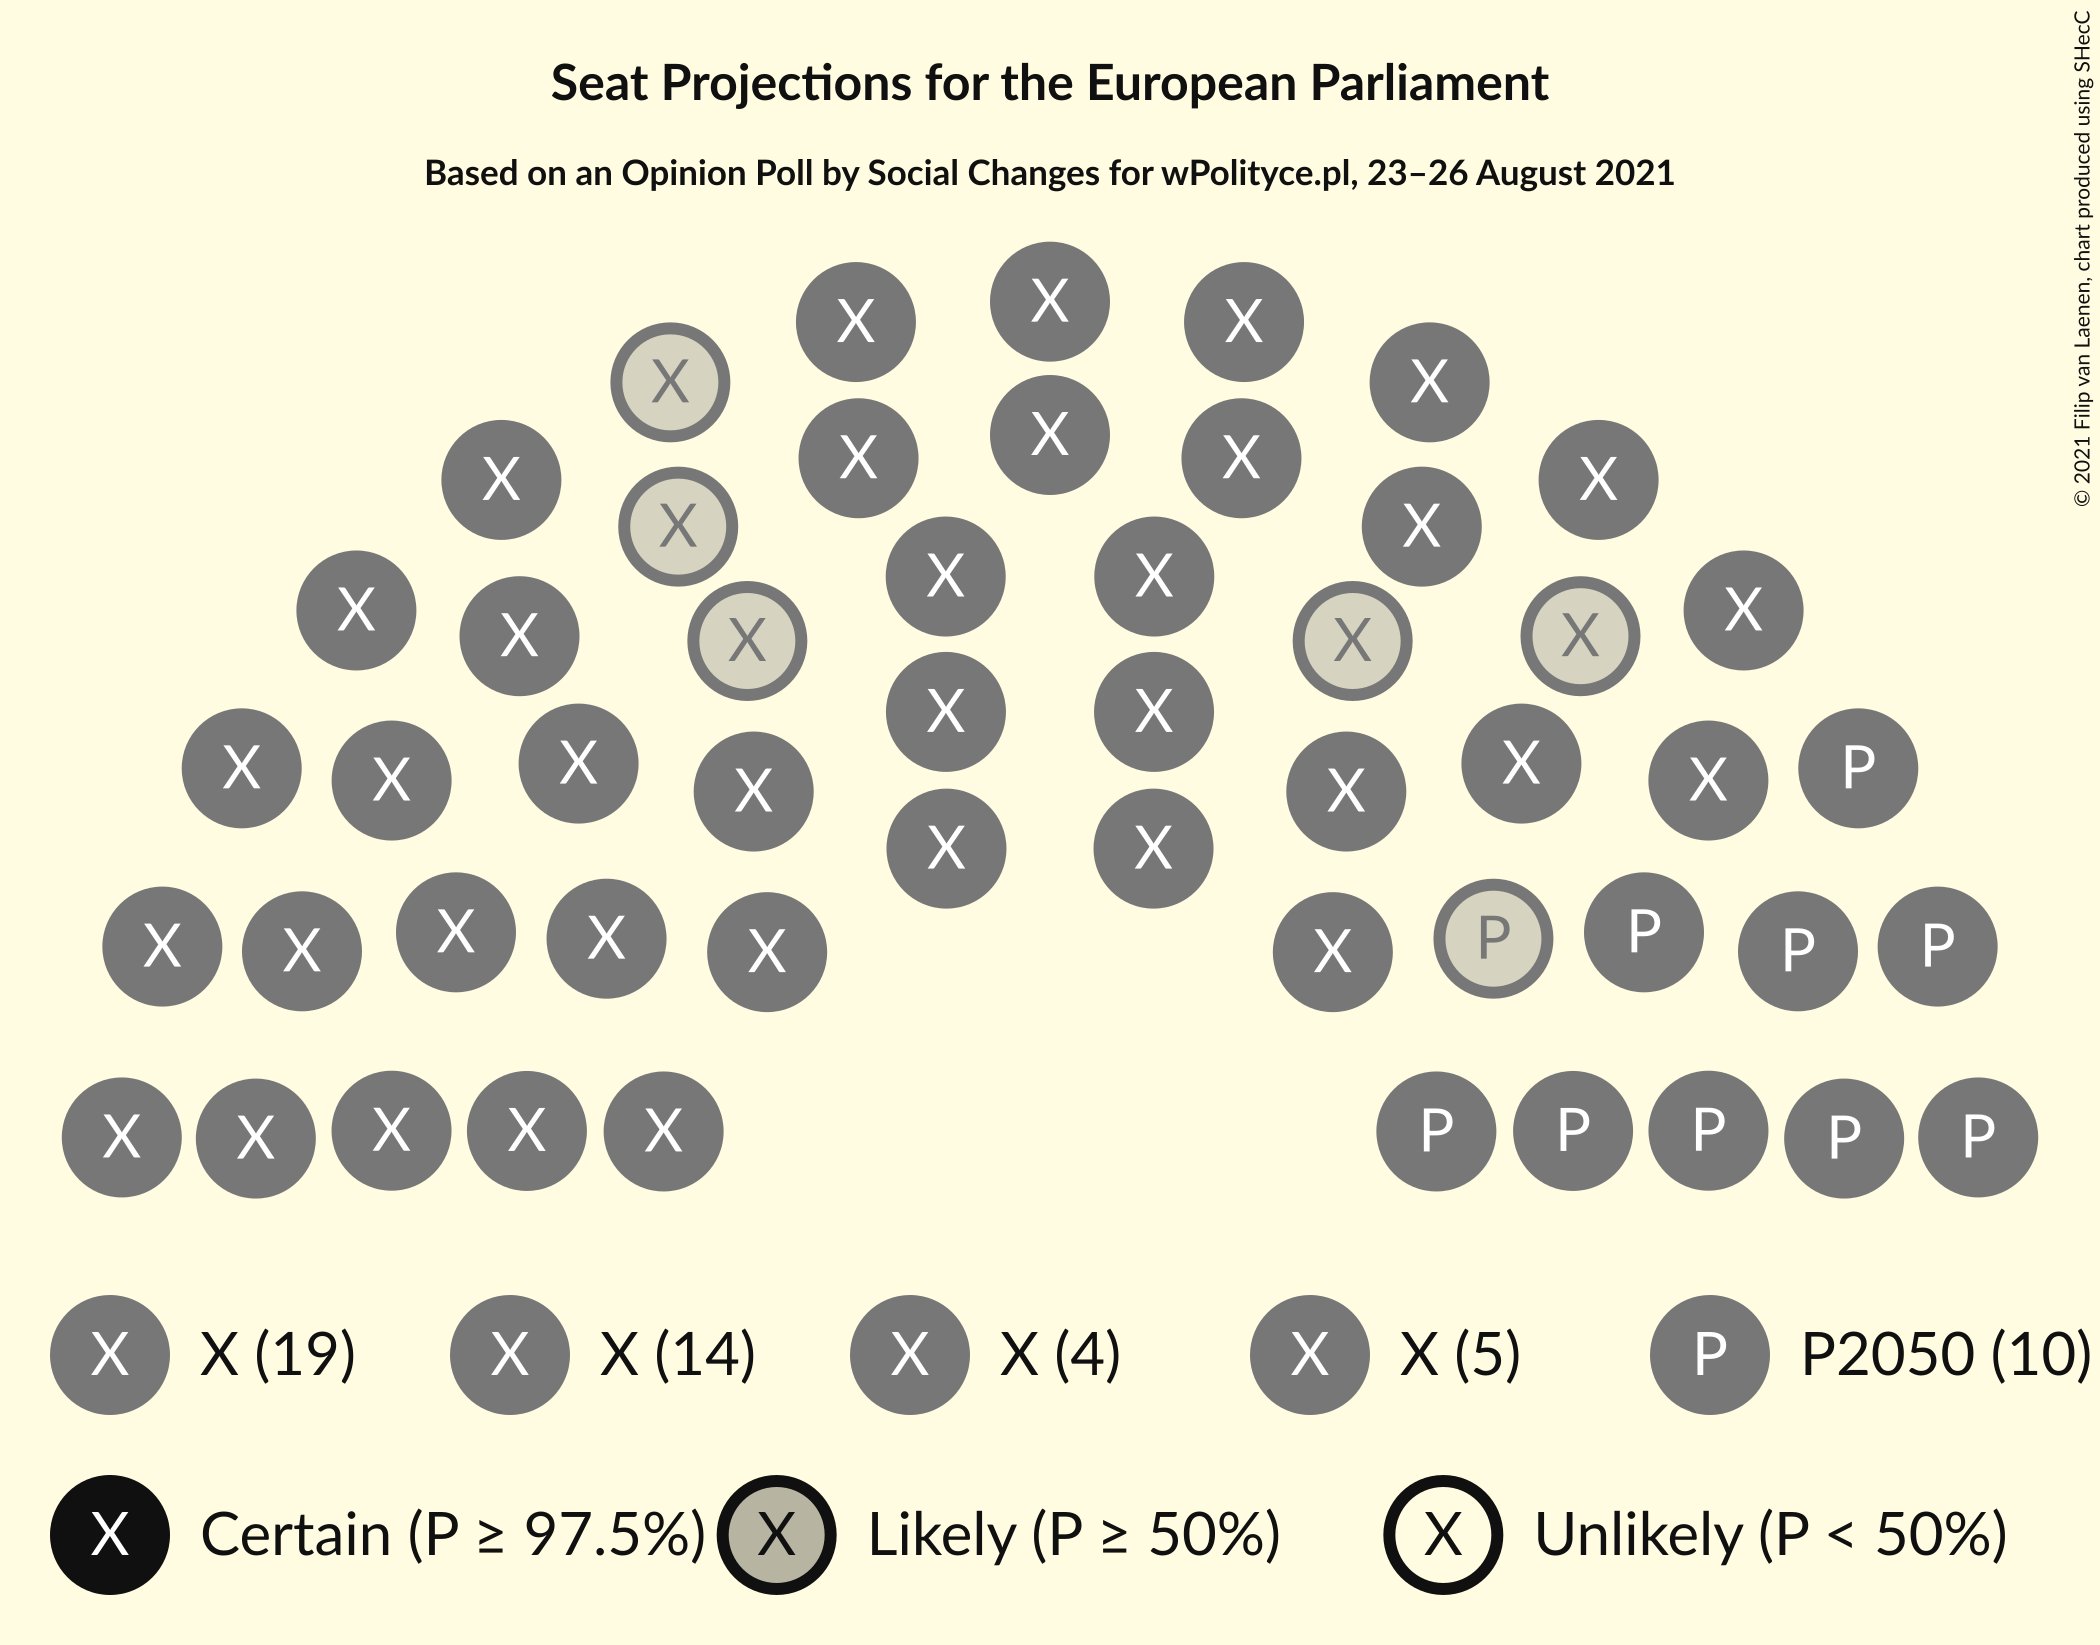 Seat Projections for the European Parliament
Based on an Opinion Poll by Social Changes for wPolityce.pl, 23–26 August 2021
© 2021 Filip van Laenen, chart produced using SHecC
X
X X
X X
X
X X
X X
X X
X X
X X
X X
X X X X
X X
X X
X X X X
X X X X P
X X
X P P
X X X P P
X X
X X X X X P P P P P
X X (19) X X (14) X X (4) X X (5) P P2050 (10)
X Certain (P ≥ 97.5%) X Likely (P ≥ 50%) X Unlikely (P < 50%)